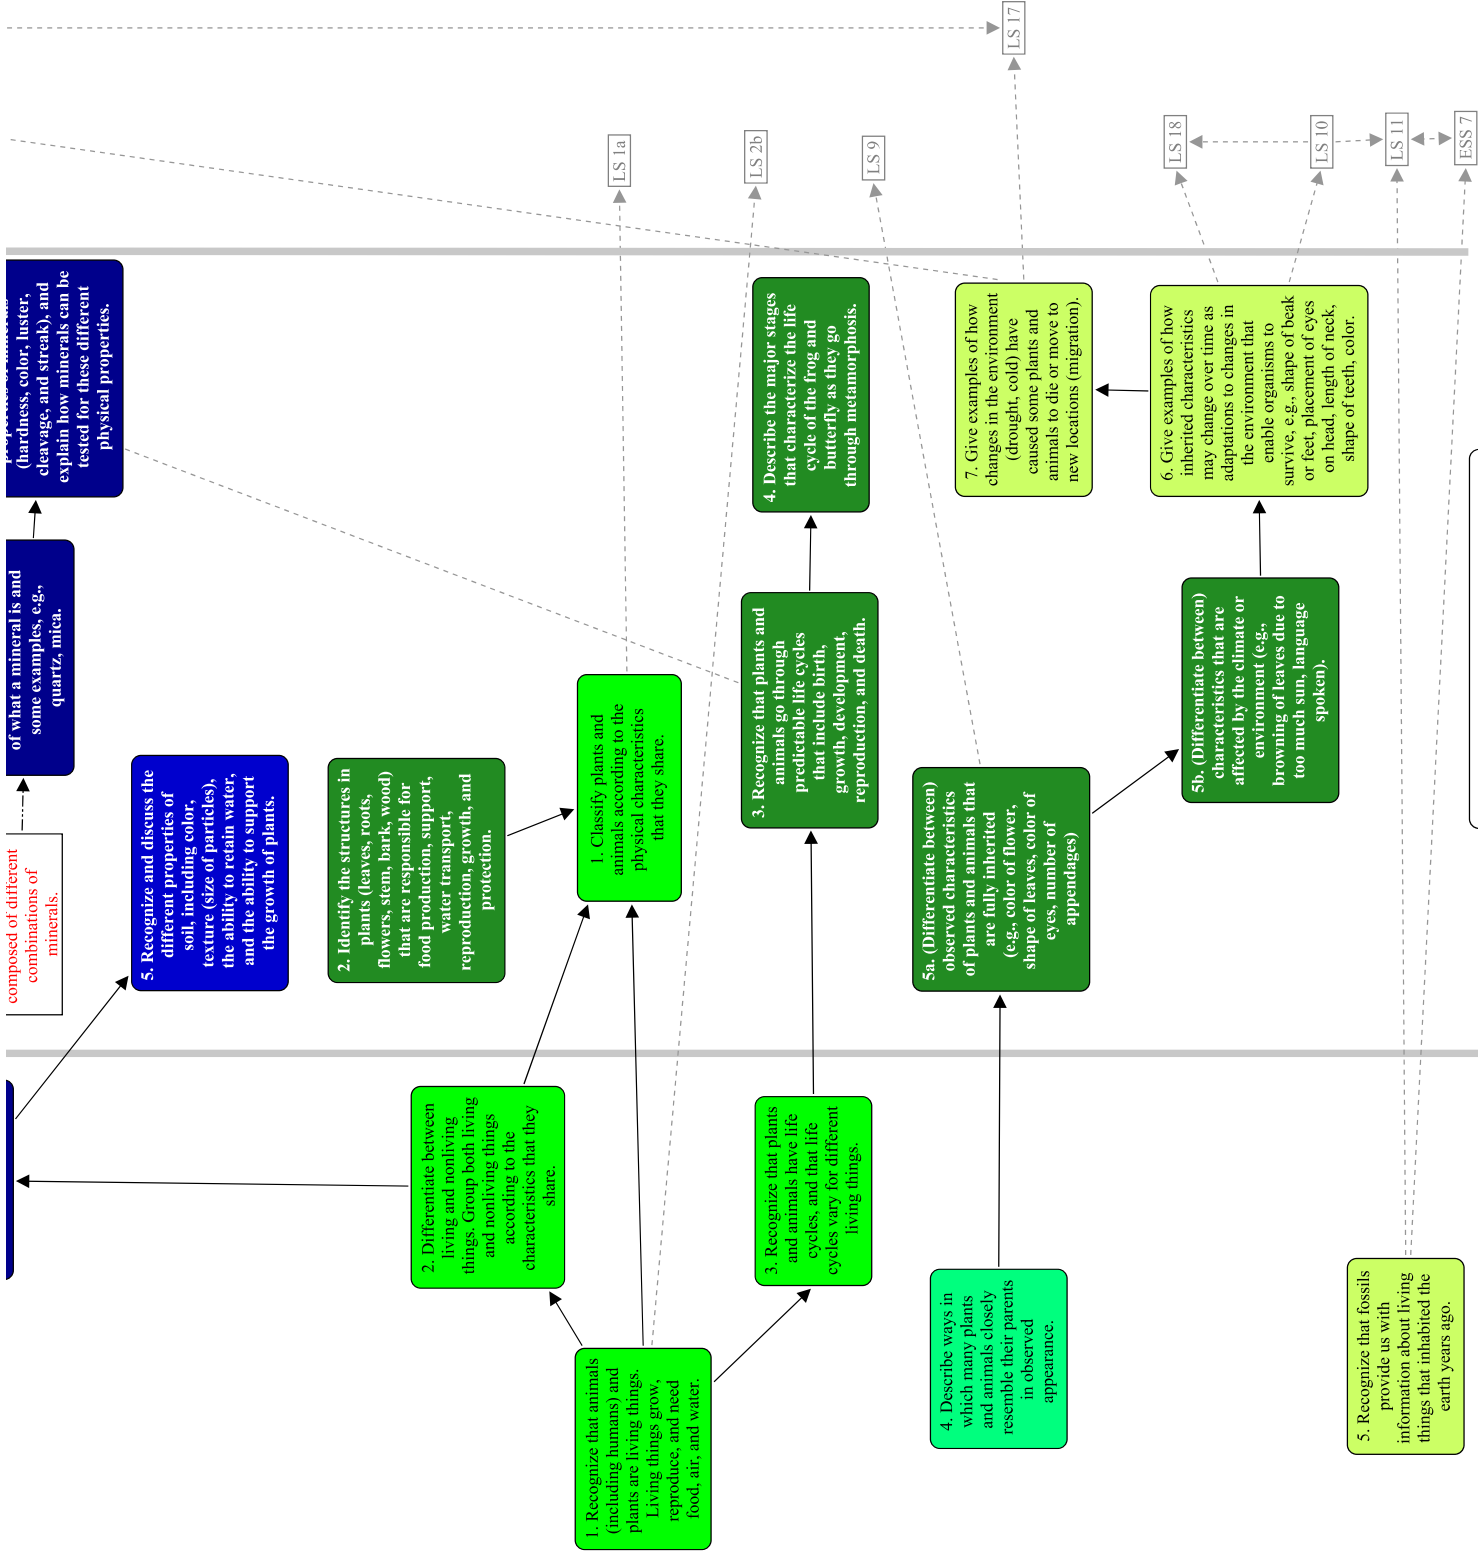 composed of different
combinations of
minerals.
of what a mineral is and
some examples, e.g.,
quartz, mica.
(hardness, color, luster,
cleavage, and streak), and
explain how minerals can be
tested for these different
physical properties.
5. Recognize and discuss the
different properties of
soil, including color,
texture (size of particles),
the ability to retain water,
and the ability to support
the growth of plants.
2. Identify the structures in
plants (leaves, roots,
flowers, stem, bark, wood)
that are responsible for
food production, support,
water transport,
reproduction, growth, and
protection.
2. Differentiate between
living and nonliving
things. Group both living
and nonliving things
according to the
characteristics that they
share.
1. Recognize that animals
(including humans) and
plants are living things.
Living things grow,
reproduce, and need
food, air, and water.
1. Classify plants and
animals according to the
physical characteristics
that they share.
LS 1a
LS 2b
3. Recognize that plants
and animals have life
cycles, and that life
cycles vary for different
living things.
3. Recognize that plants and
animals go through
predictable life cycles
that include birth,
growth, development,
reproduction, and death.
4. Describe the major stages
that characterize the life
cycle of the frog and
butterfly as they go
through metamorphosis.
LS 9
4. Describe ways in
which many plants
and animals closely
resemble their parents
in observed
appearance.
5a. (Differentiate between)
observed characteristics
of plants and animals that
are fully inherited
(e.g., color of flower,
shape of leaves, color of
eyes, number of
appendages)
7. Give examples of how
changes in the environment
(drought, cold) have
caused some plants and
animals to die or move to
new locations (migration).
LS 17
5b. (Differentiate between)
characteristics that are
affected by the climate or
environment (e.g.,
browning of leaves due to
too much sun, language
spoken).
6. Give examples of how
inherited characteristics
may change over time as
adaptations to changes in
the environment that
enable organisms to
survive, e.g., shape of beak
or feet, placement of eyes
on head, length of neck,
shape of teeth, color.
LS 18
LS 10
5. Recognize that fossils
provide us with
information about living
things that inhabited the
earth years ago.
LS 11
ESS 7